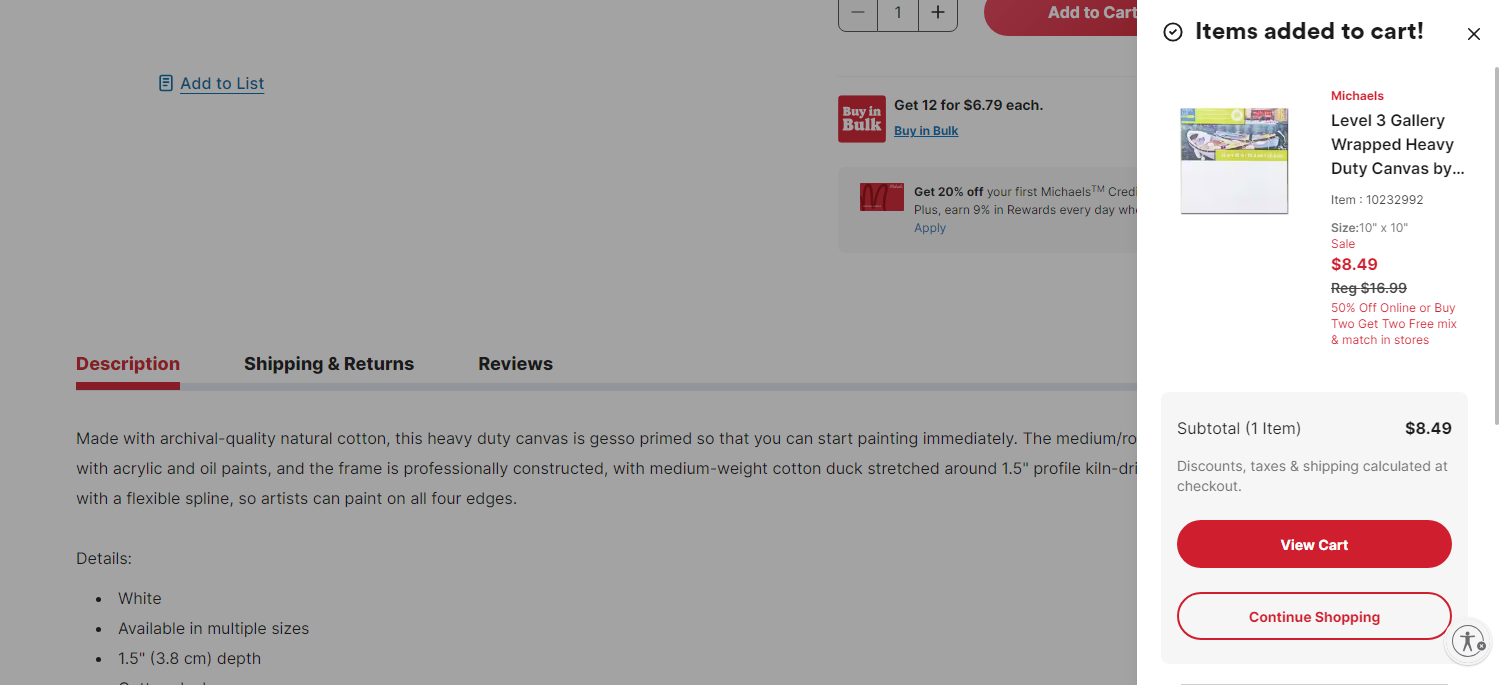 1
Add to Cart
Add to List
Buy in
Bulk
Get 12 for $6.79 each.
Buy in Bulk
Get 20% off your first Michaels™ Credi
Plus, earn 9% in Rewards every day whe
Apply
Description
Shipping & Returns
Reviews
Made with archival-quality natural cotton, this heavy duty canvas is gesso primed so that you can start painting immediately. The medium/ro
with acrylic and oil paints, and the frame is professionally constructed, with medium-weight cotton duck stretched around 1.5" profile kiln-dri
with a flexible spline, so artists can paint on all four edges.
Details:
• White
• Available in multiple sizes
• 1.5" (3.8 cm) depth
Items added to cart!
Michaels
Level 3 Gallery
Wrapped Heavy
Duty Canvas by...
Item : 10232992
Size:10" x 10"
Sale
$8.49
Reg $16.99
50% Off Online or Buy
Two Get Two Free mix
& match in stores
Subtotal (1 Item) $8.49
Discounts, taxes & shipping calculated at
checkout.
View Cart
Continue Shopping